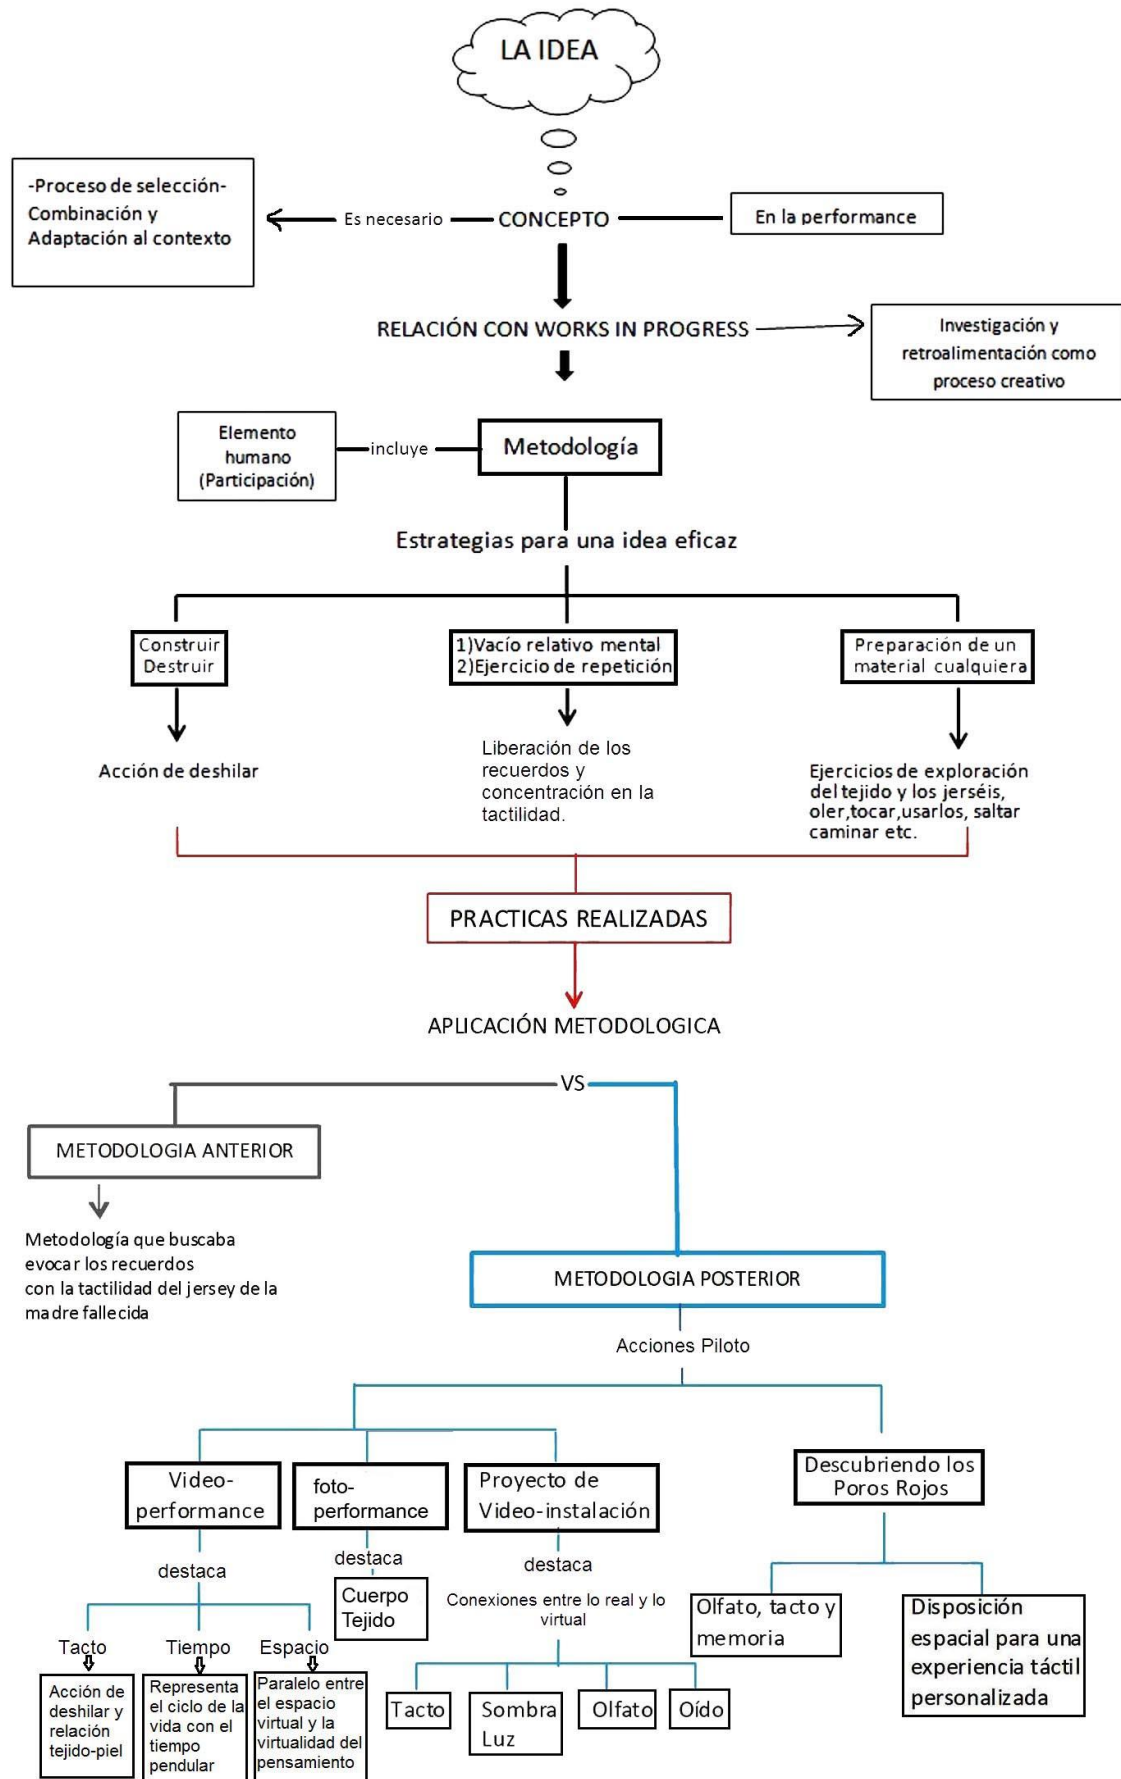 LA IDEA
-Proceso de selección-
Combinación y
Adaptación al contexto
Es necesario
CONCEPTO
En la performance
RELACIÓN CON WORKS IN PROGRESS
Investigación y
retroalimentación como
proceso creativo
Elemento
humano
(Participación)
incluye
Metodología
Estrategias para una idea eficaz
Construir
Destruir
1)Vacío relativo mental
2)Ejercicio de repetición
Preparación de un
material cualquiera
Acción de deshilar
Liberación de los
recuerdos y
concentración en la
tactilidad.
Ejercicios de exploración
del tejido y los jerséis,
oler,tocar,usarlos, saltar
caminar etc.
PRACTICAS REALIZADAS
APLICACIÓN METODOLOGICA
VS
METODOLOGIA ANTERIOR
Metodología que buscaba
evocar los recuerdos
con la tactilidad del jersey de la
madre fallecida
METODOLOGIA POSTERIOR
Acciones Piloto
Video-
performance
foto-
performance
Proyecto de
Video-instalación
Descubriendo los
Poros Rojos
destaca
destaca
destaca
Cuerpo
Tejido
Conexiones entre lo real y lo
virtual
Olfato, tacto y
memoria
Disposición
espacial para una
experiencia táctil
personalizada
Tacto
Tiempo
Espacio
Acción de
deshilar y
relación
tejido-piel
Representa
el ciclo de la
vida con el
tiempo
pendular
Paralelo entre
el espacio
virtual y la
virtualidad del
pensamiento
Tacto
Sombra
Luz
Olfato
Oído